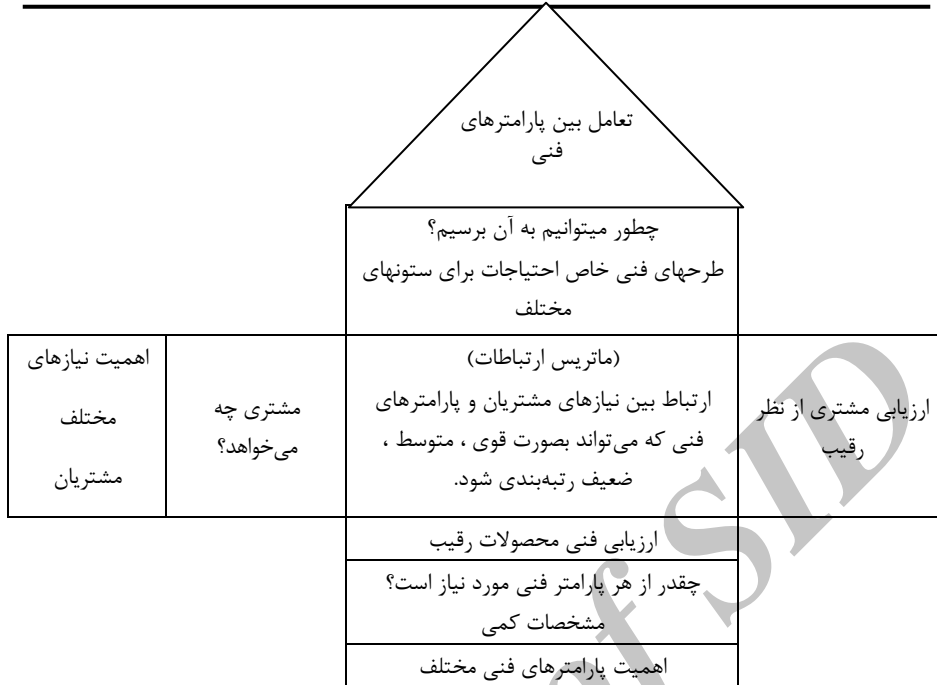 تعامل بین پارامترهای
فنی
چطور میتوانیم به آن برسیم؟
طرحهای فنی خاص احتیاجات برای ستونهای
مختلف
اهمیت نیازهای
مختلف
مشتریان
مشتری چه
می‌خواهد؟
(ماتریس ارتباطات)
ارتباط بین نیازهای مشتریان و پارامترهای
فنی که می‌تواند بصورت قوی ، متوسط ،
ضعیف رتبه‌بندی شود.
ارزیابی مشتری از نظر
رقیب
ارزیابی فنی محصولات رقیب
چقدر از هر پارامتر فنی مورد نیاز است؟
مشخصات کمی
اهمیت پارامترهای فنی مختلف
of SID